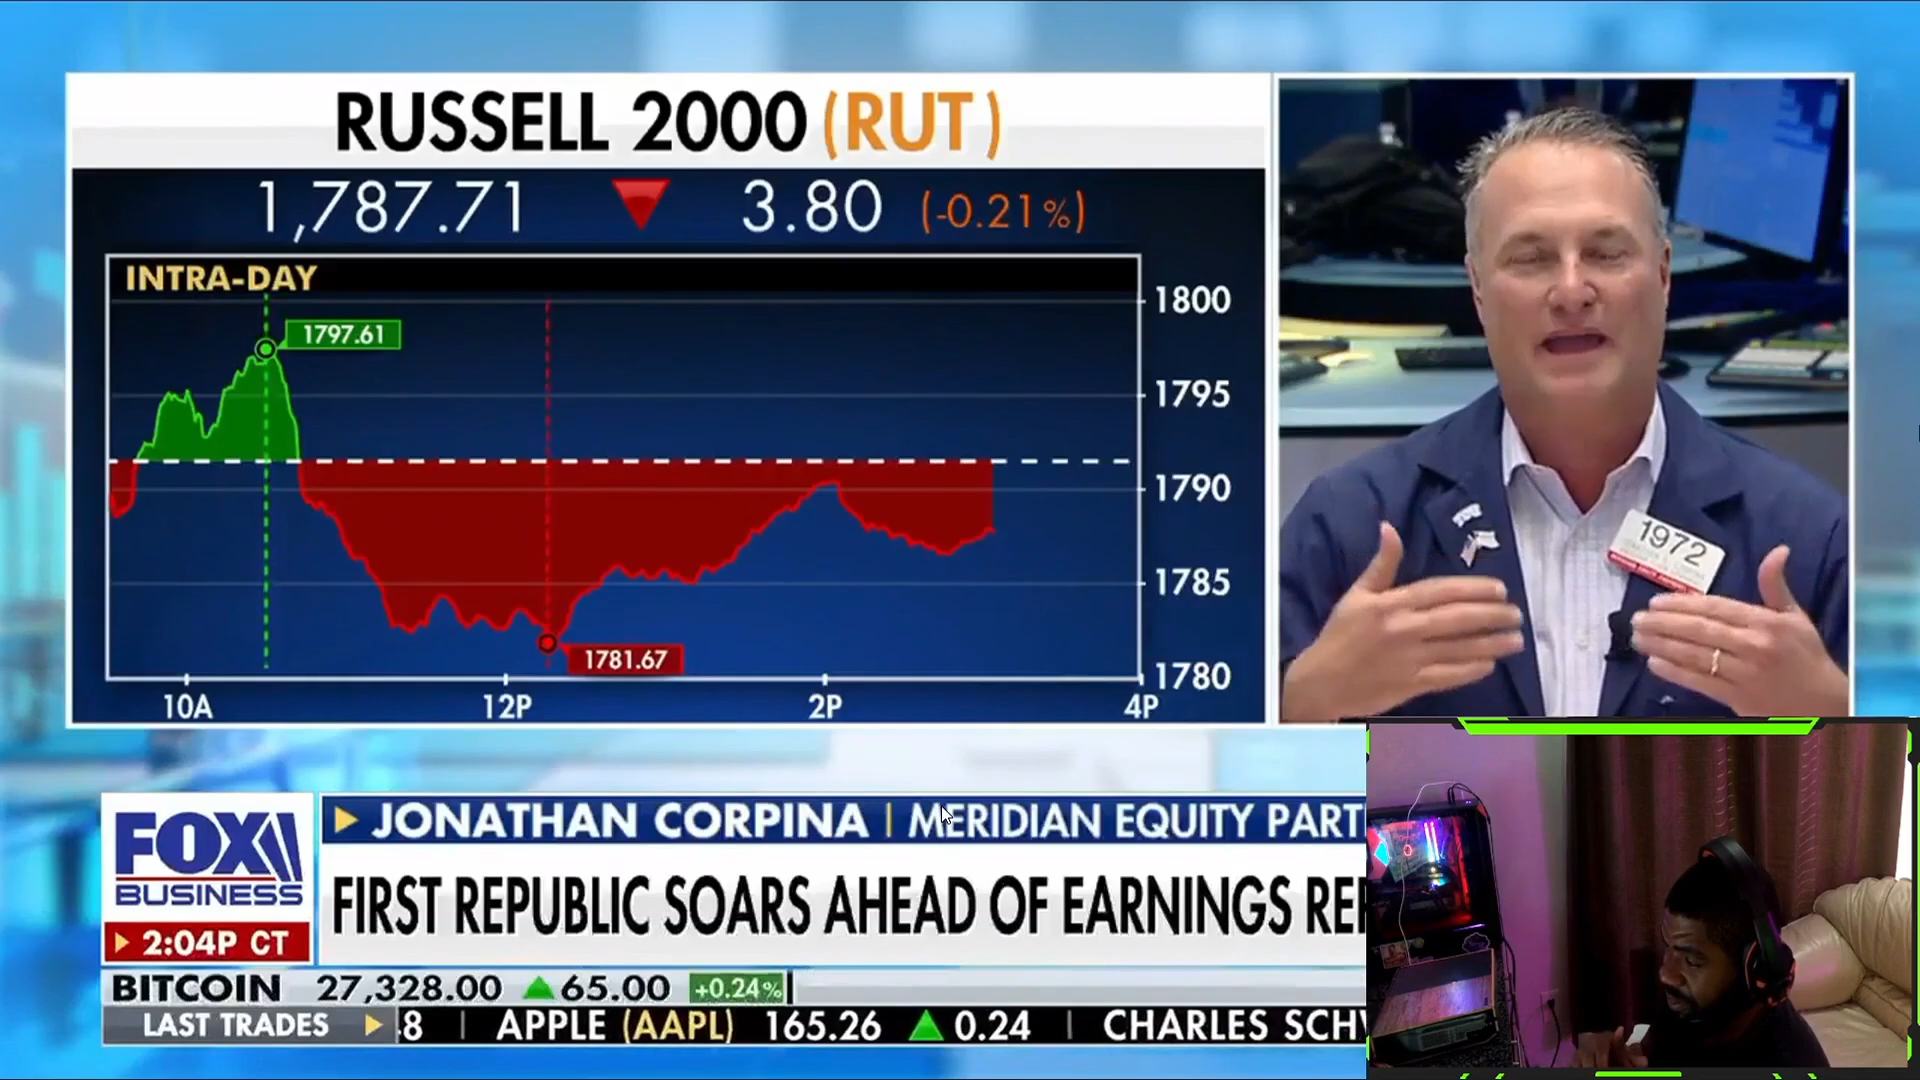 RUSSELL 2000 (RUT)
1,787.71 ▼ 3.80 (-0.21%)
INTRA-DAY
1797.61
1781.67
1800
1795
1790
1785
1780
10A 12P 2P 4P
1972
FOX
BUSINESS
2:04P CT
JONATHAN CORPINA | MERIDIAN EQUITY PART
FIRST REPUBLIC SOARS AHEAD OF EARNINGS REP
BITCOIN 27,328.00 ▲ 65.00 +0.24%
LAST TRADES 8 | APPLE (AAPL) 165.26 ▲ 0.24 | CHARLES SCHW